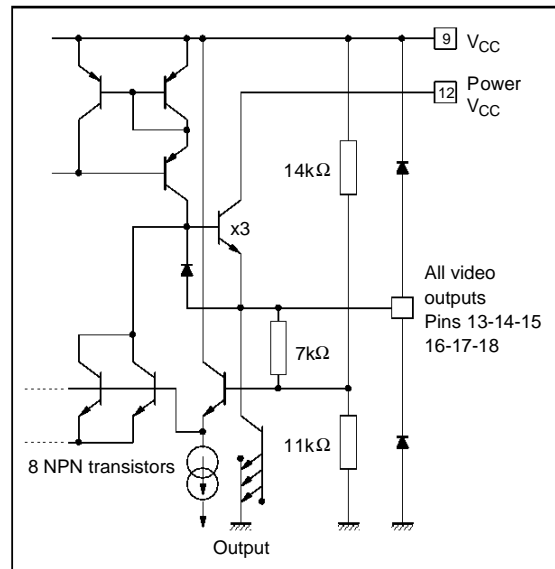 9 VCC
12 Power
VCC
14kΩ
x3
All video
outputs
Pins 13-14-15
16-17-18
7kΩ
11kΩ
8 NPN transistors
Output